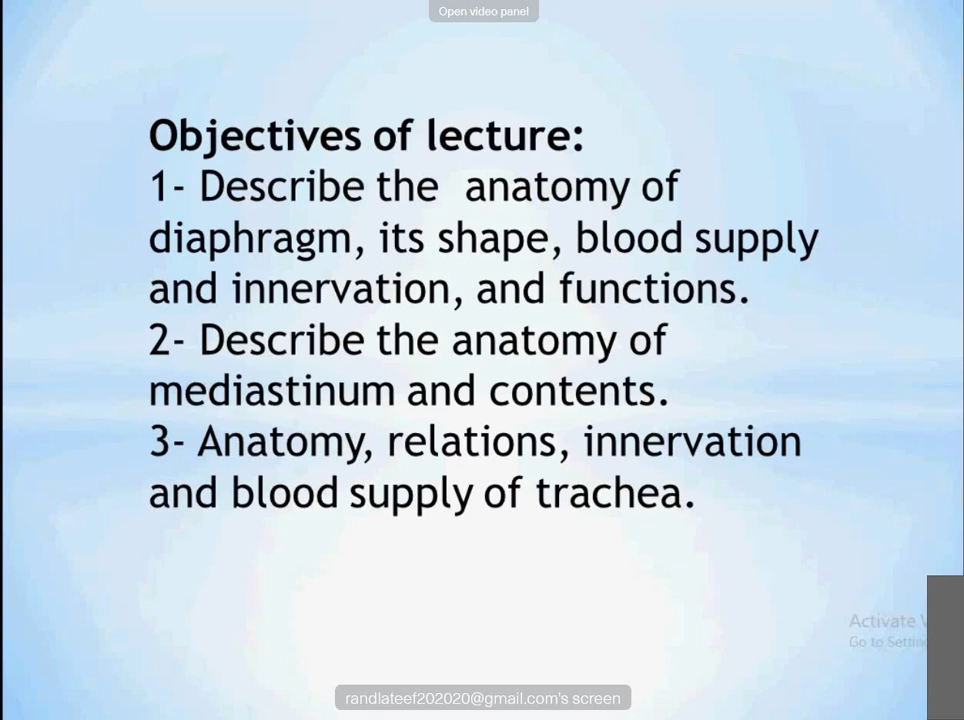 Open video panel
Objectives of lecture:
1- Describe the  anatomy of
diaphragm, its shape, blood supply
and innervation, and functions.
2- Describe the anatomy of
mediastinum and contents.
3- Anatomy, relations, innervation
and blood supply of trachea.
Activate
Go to
randlateef202020@gmail.com's screen